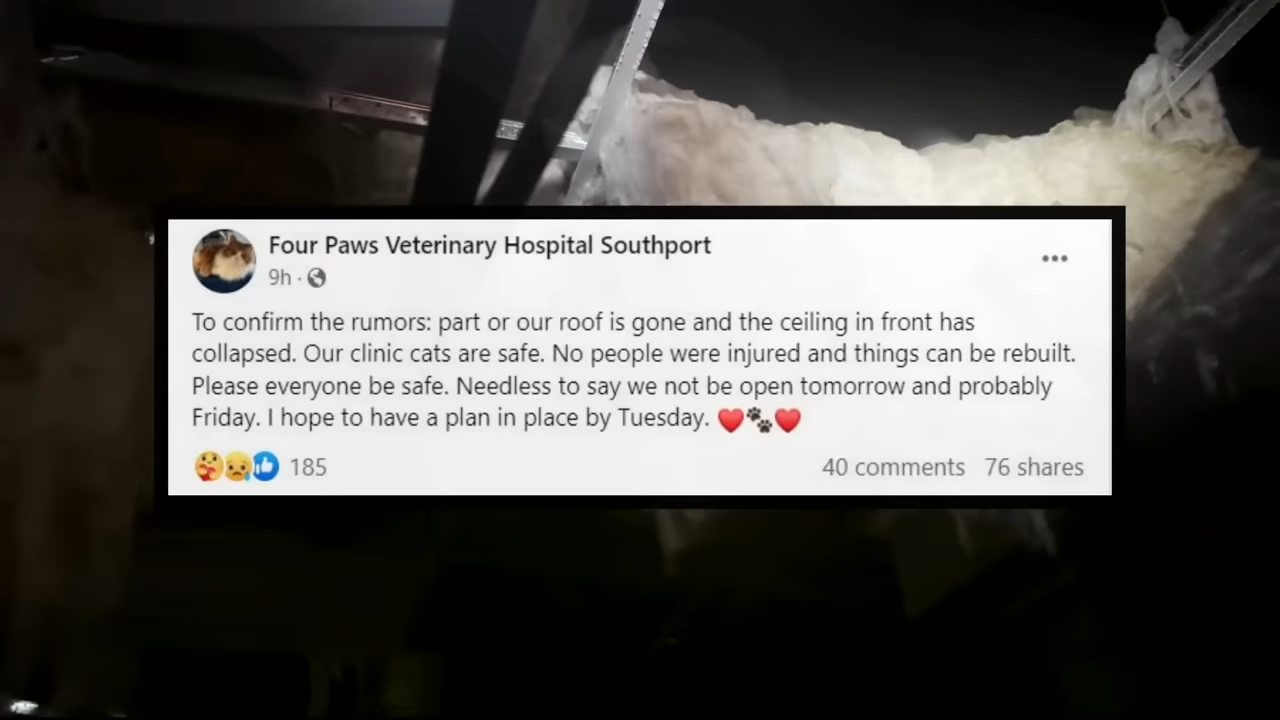 Four Paws Veterinary Hospital Southport
9h ·
To confirm the rumors: part or our roof is gone and the ceiling in front has
collapsed. Our clinic cats are safe. No people were injured and things can be rebuilt.
Please everyone be safe. Needless to say we not be open tomorrow and probably
Friday. I hope to have a plan in place by Tuesday. ❤️🐾❤️
185
40 comments 76 shares